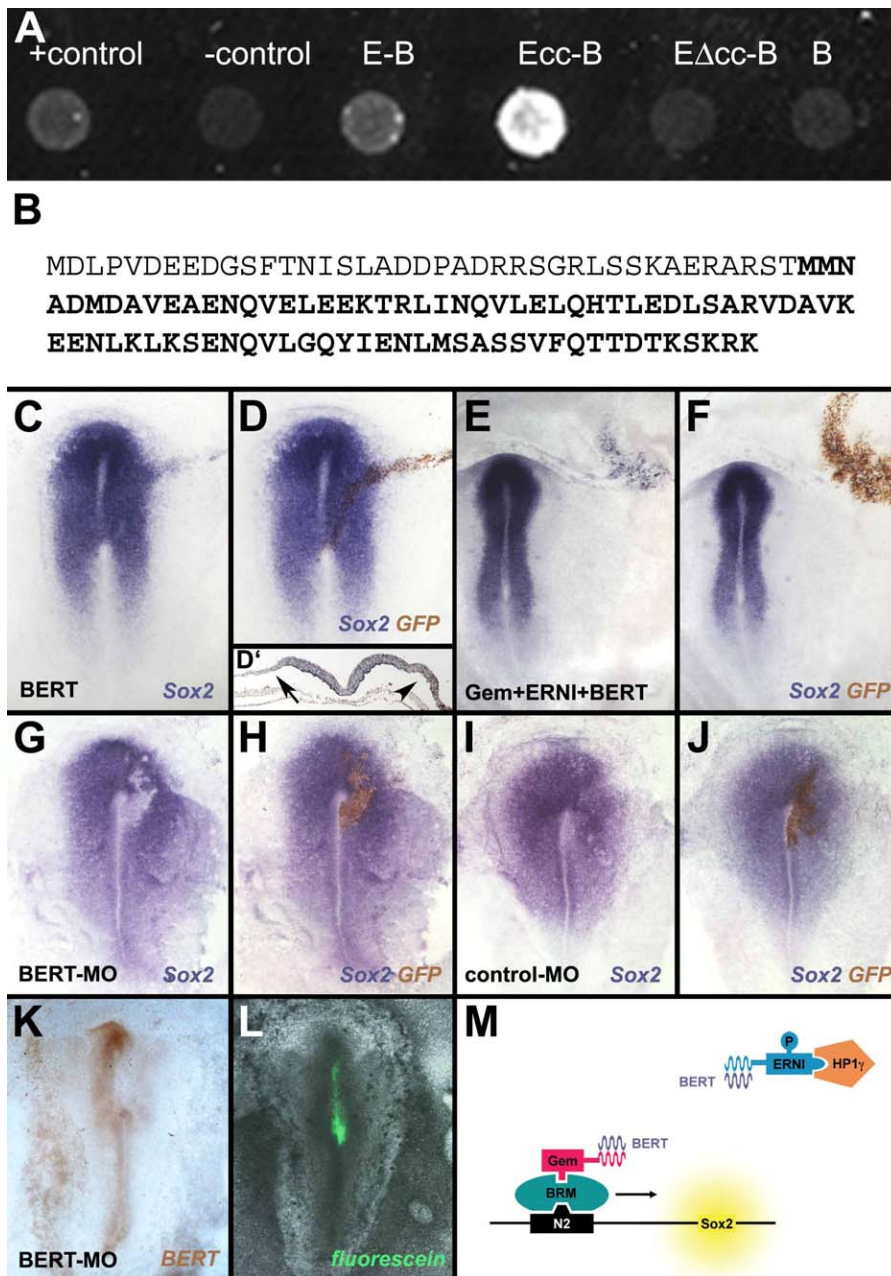 A
+control -control E-B Ecc-B EΔcc-B B
B
MDLPVDEEDGSFTNISLADDPADRRSGRLSSKAERARSTMMN
ADMDAVEAENQVELEEKTRLINQVLELQHTLEDLSARVDAVK
EENLKLKSENQVLGQYIENLMSASSVFQTTDTKSKRK
C D E F
Sox2 GFP
D'
BERT Sox2 Gem+ERNI+BERT Sox2 GFP
G H I J
BERT-MO Sox2 Sox2 GFP control-MO Sox2 Sox2 GFP
K L M
P
ERNI HP1γ
BERT
BERT
Gem
BRM
N2 Sox2
BERT-MO BERT fluorescein